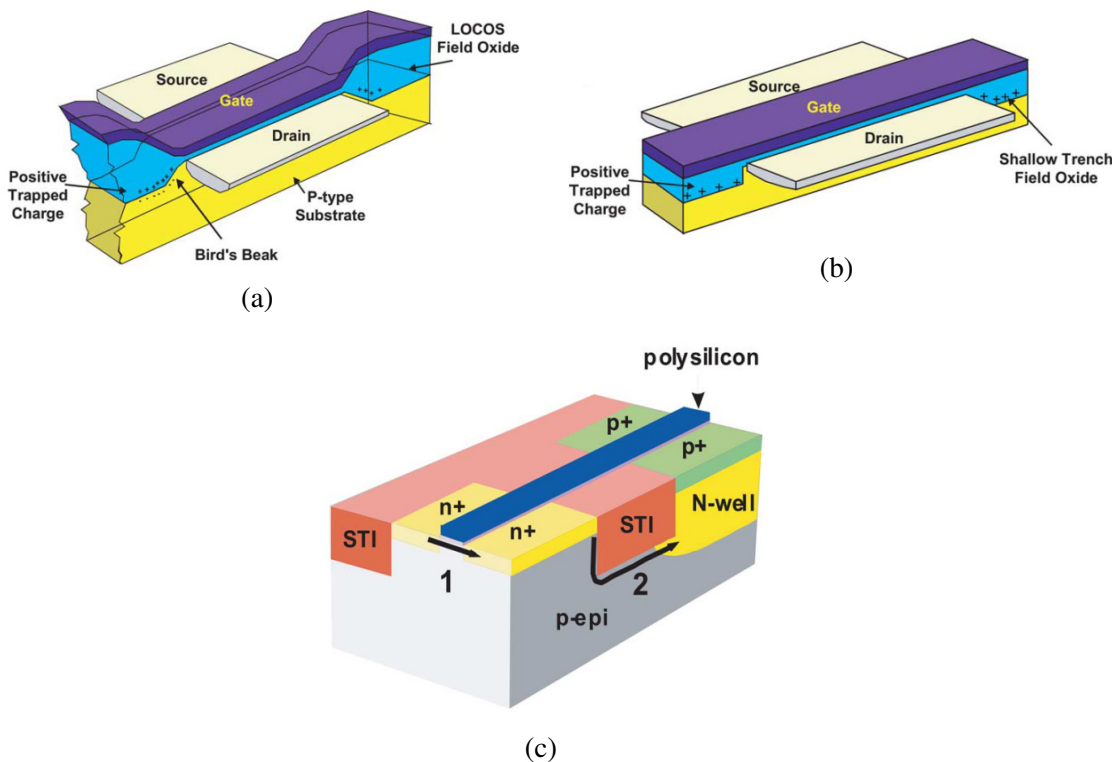 LOCOS
Field Oxide
Source
Gate
Drain
Positive
Trapped
Charge
P-type
Substrate
Bird's Beak
(a)
Source
Gate
Drain
Positive
Trapped
Charge
Shallow Trench
Field Oxide
(b)
polysilicon
p+
p+
n+
n+
STI
STI
N-well
1
2
p-epi
(c)